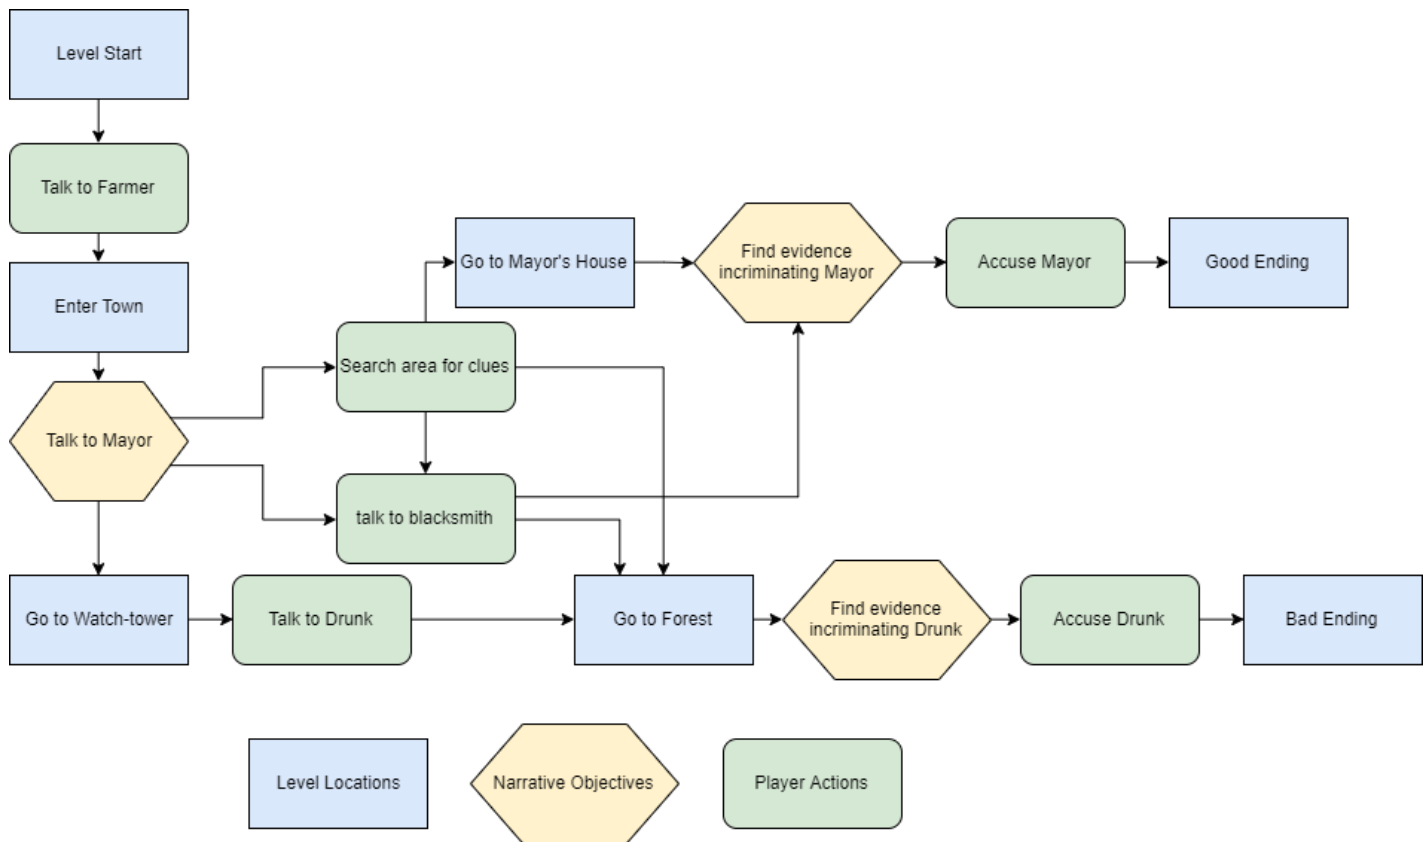 Level Start
Talk to Farmer
Enter Town
Talk to Mayor
Go to Watch-tower
Search area for clues
talk to blacksmith
Talk to Drunk
Go to Mayor's House
Find evidence
incriminating Mayor
Accuse Mayor
Good Ending
Go to Forest
Find evidence
incriminating Drunk
Accuse Drunk
Bad Ending
Level Locations
Narrative Objectives
Player Actions